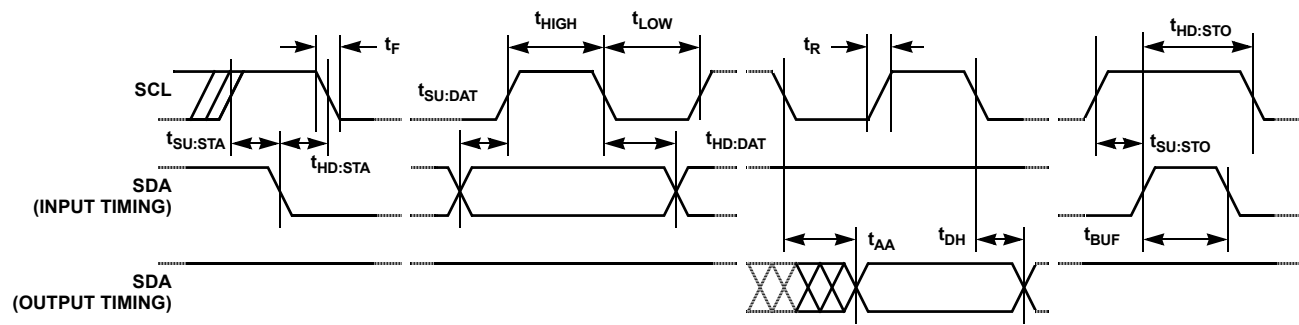 tHIGH
tLOW
tHD:STO
tF
tR
SCL
tSU:DAT
tSU:STA
tHD:STA
tHD:DAT
tSU:STO
SDA
(INPUT TIMING)
tAA
tDH
tBUF
SDA
(OUTPUT TIMING)